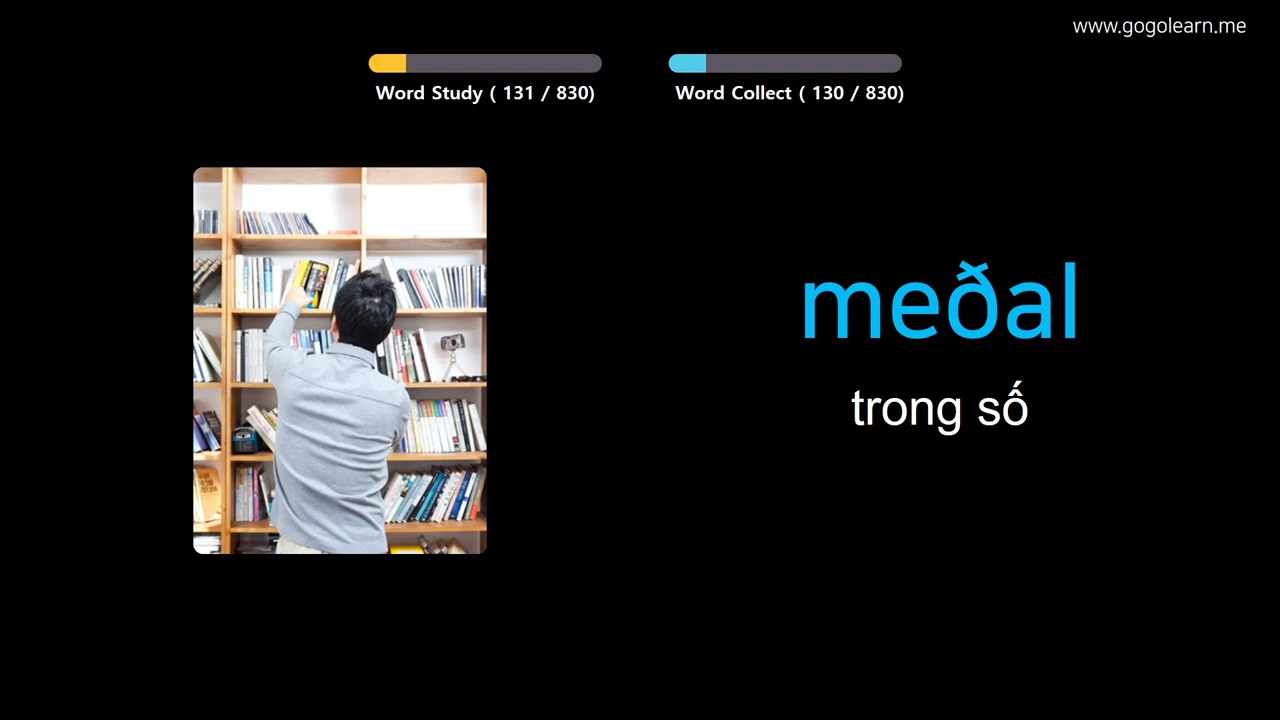 www.gogolearn.me
Word Study ( 131 / 830)
Word Collect ( 130 / 830)
meðal
trong số